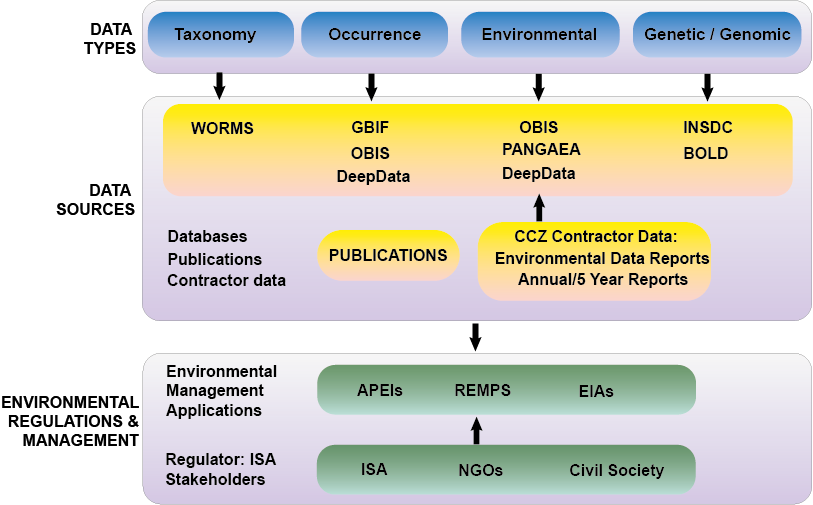 DATA
TYPES
Taxonomy
Occurrence
Environmental
Genetic / Genomic
DATA
SOURCES
WORMS
GBIF
OBIS
DeepData
OBIS
PANGAEA
DeepData
INSDC
BOLD
Databases
Publications
Contractor data
PUBLICATIONS
CCZ Contractor Data:
Environmental Data Reports
Annual/5 Year Reports
ENVIRONMENTAL
REGULATIONS &
MANAGEMENT
Environmental
Management
Applications
APEIs
REMPS
EIAs
Regulator: ISA
Stakeholders
ISA
NGOs
Civil Society